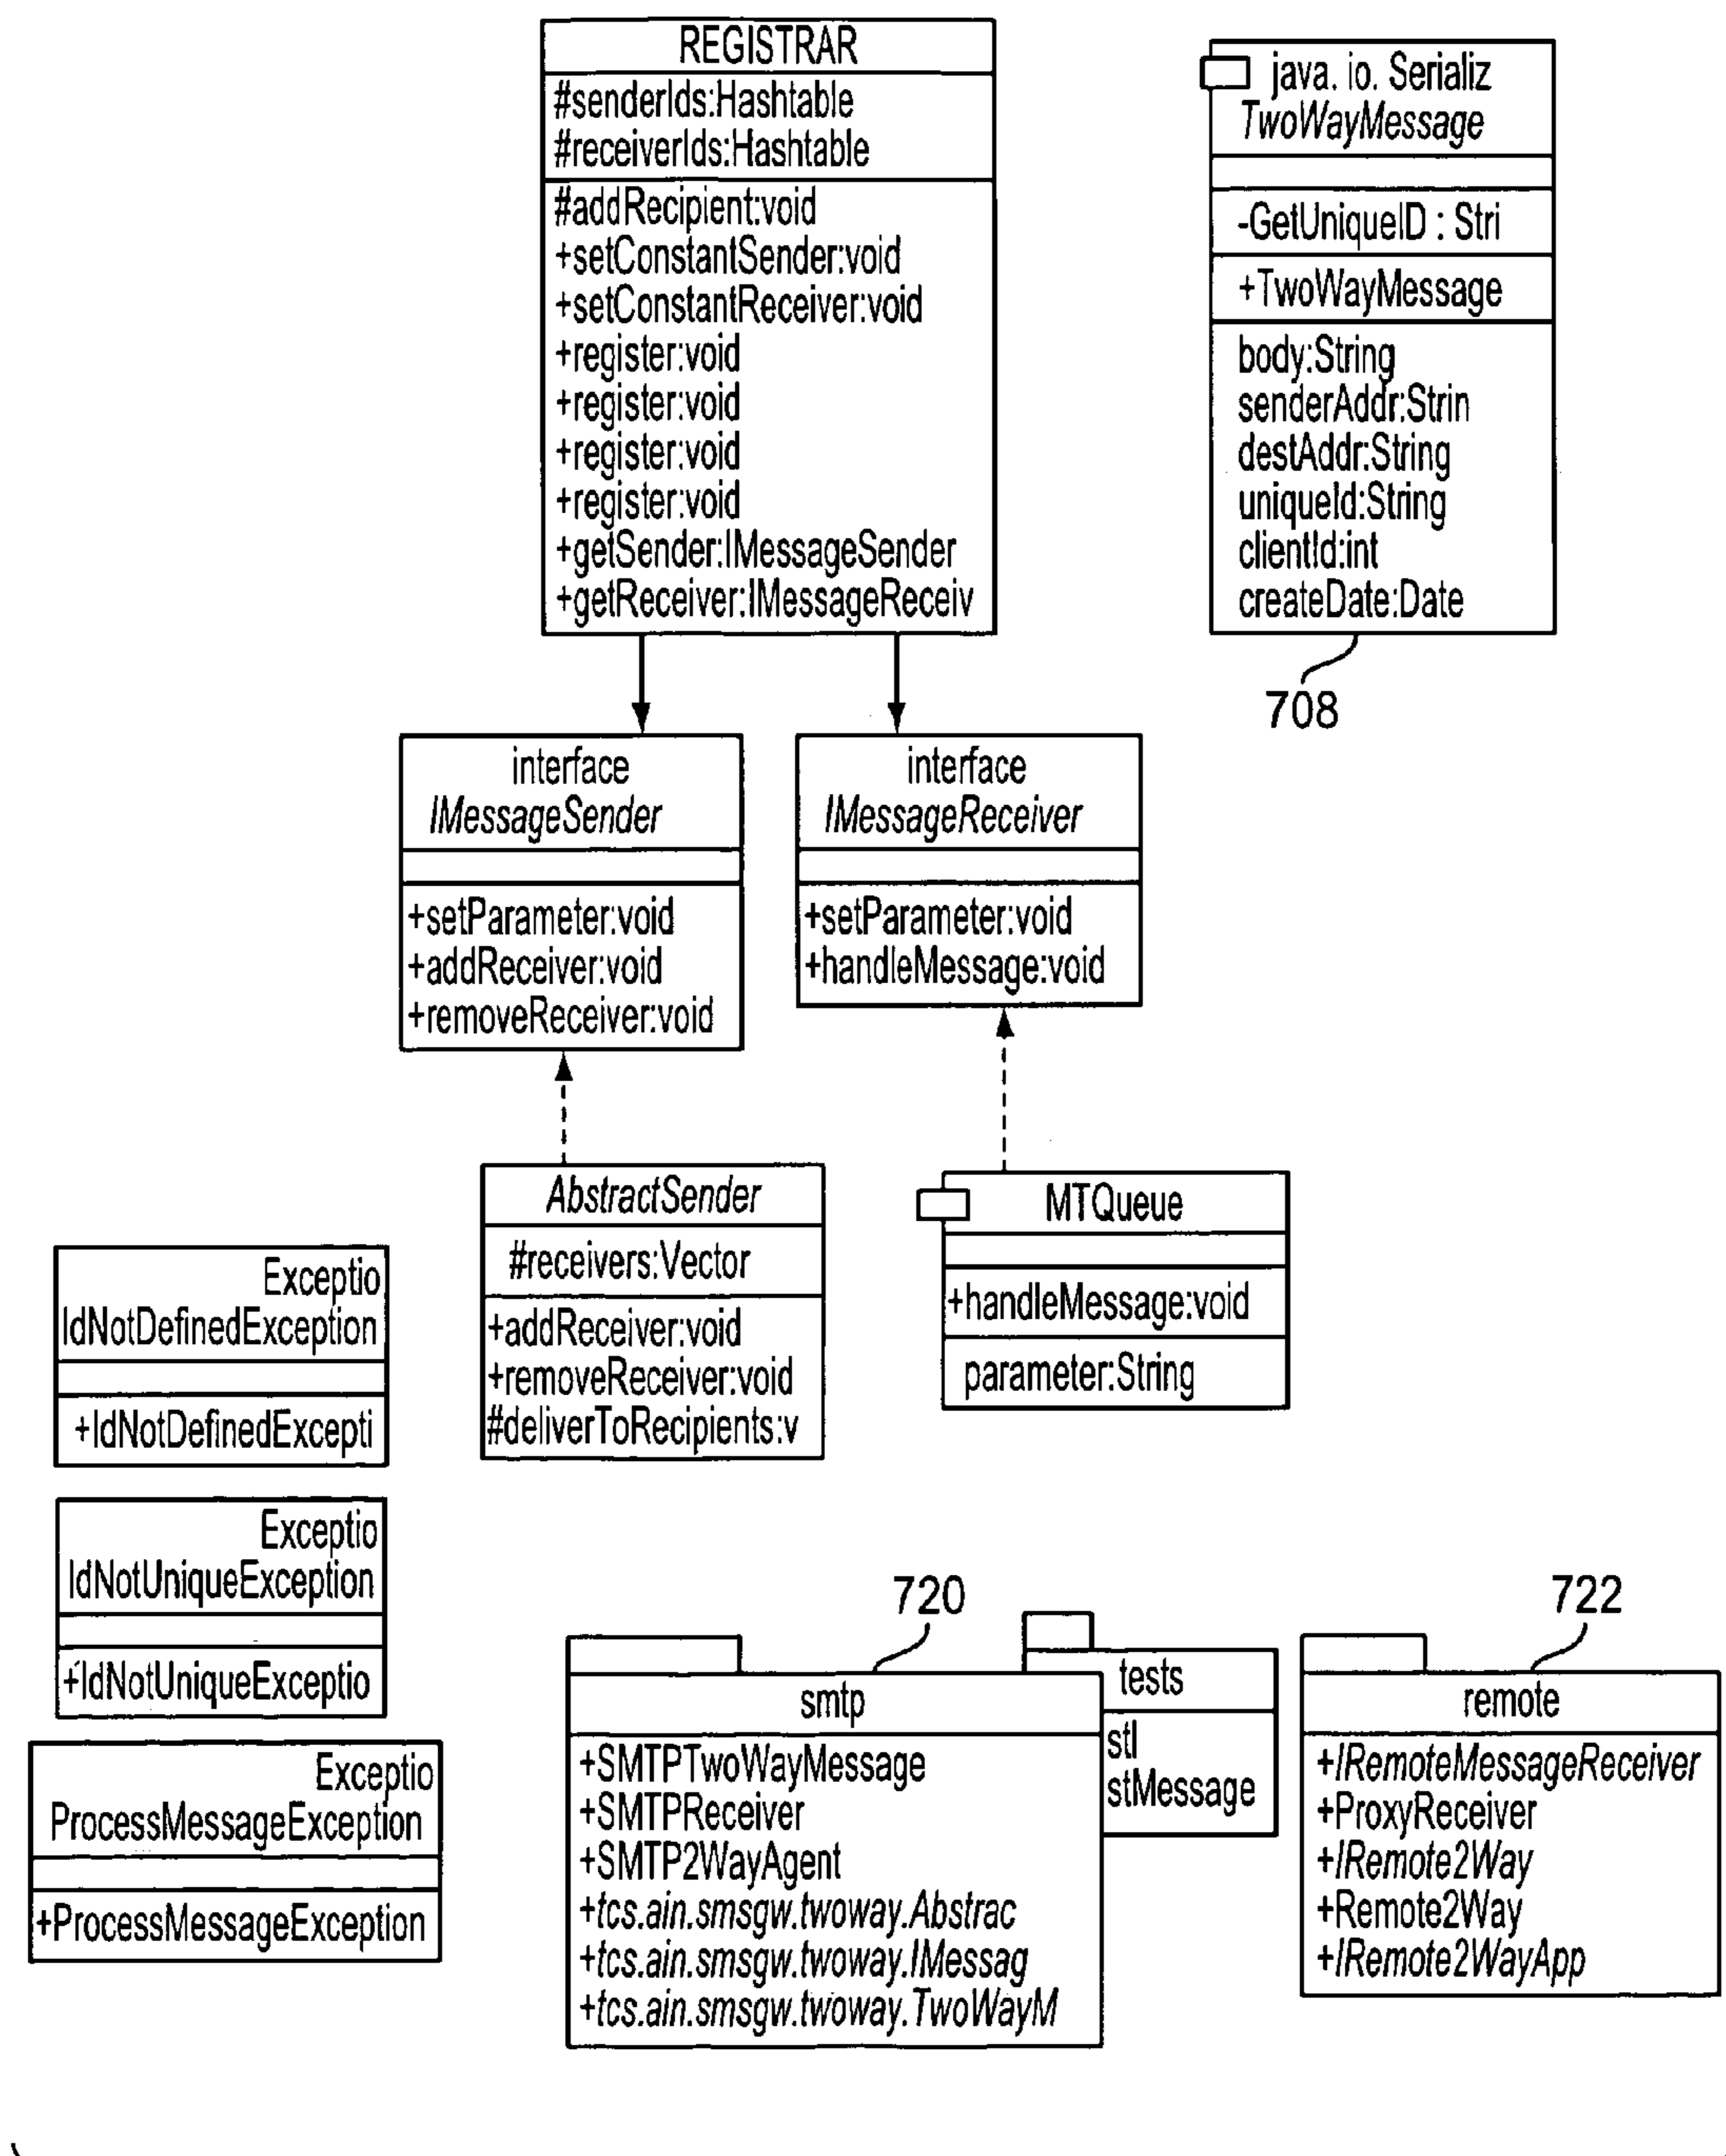 REGISTRAR
#senderIds:Hashtable
#receiverIds:Hashtable
#addRecipient:void
+setConstantSender:void
+setConstantReceiver:void
+register:void
+register:void
+register:void
+register:void
+getSender:IMessageSender
+getReceiver:IMessageReceiv
java. io. Serializ
TwoWayMessage
-GetUniqueID : Stri
+TwoWayMessage
body:String
senderAddr:Strin
destAddr:String
uniqueId:String
clientId:int
createDate:Date
708
interface
IMessageSender
+setParameter:void
+addReceiver:void
+removeReceiver:void
interface
IMessageReceiver
+setParameter:void
+handleMessage:void
AbstractSender
#receivers:Vector
+addReceiver:void
+removeReceiver:void
#deliverToRecipients:v
MTQueue
+handleMessage:void
parameter:String
Exceptio
IdNotDefinedException
+IdNotDefinedExcepti
Exceptio
IdNotUniqueException
+IdNotUniqueExceptio
Exceptio
ProcessMessageException
+ProcessMessageException
720
smtp
+SMTPTwoWayMessage
+SMTPReceiver
+SMTP2WayAgent
+tcs.ain.smsgw.twoway.Abstrac
+tcs.ain.smsgw.twoway.IMessag
+tcs.ain.smsgw.twoway.TwoWayM
tests
stI
stMessage
722
remote
+IRemoteMessageReceiver
+ProxyReceiver
+IRemote2Way
+Remote2Way
+IRemote2WayApp